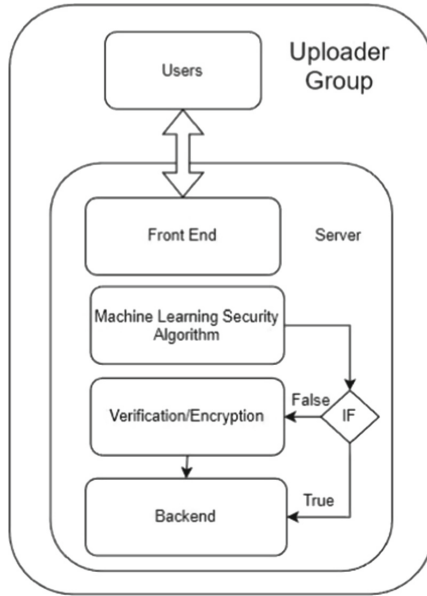 Uploader
Group
Users
Front End
Server
Machine Learning Security
Algorithm
False
IF
Verification/Encryption
True
Backend